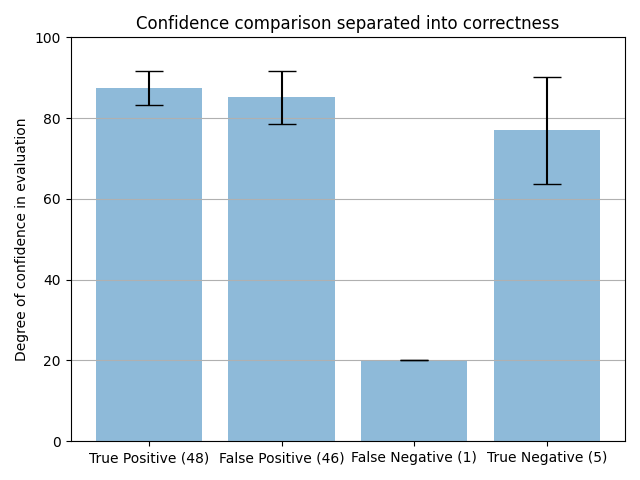 Confidence comparison separated into correctness
Degree of confidence in evaluation
100
80
60
40
20
0
True Positive (48) False Positive (46) False Negative (1) True Negative (5)